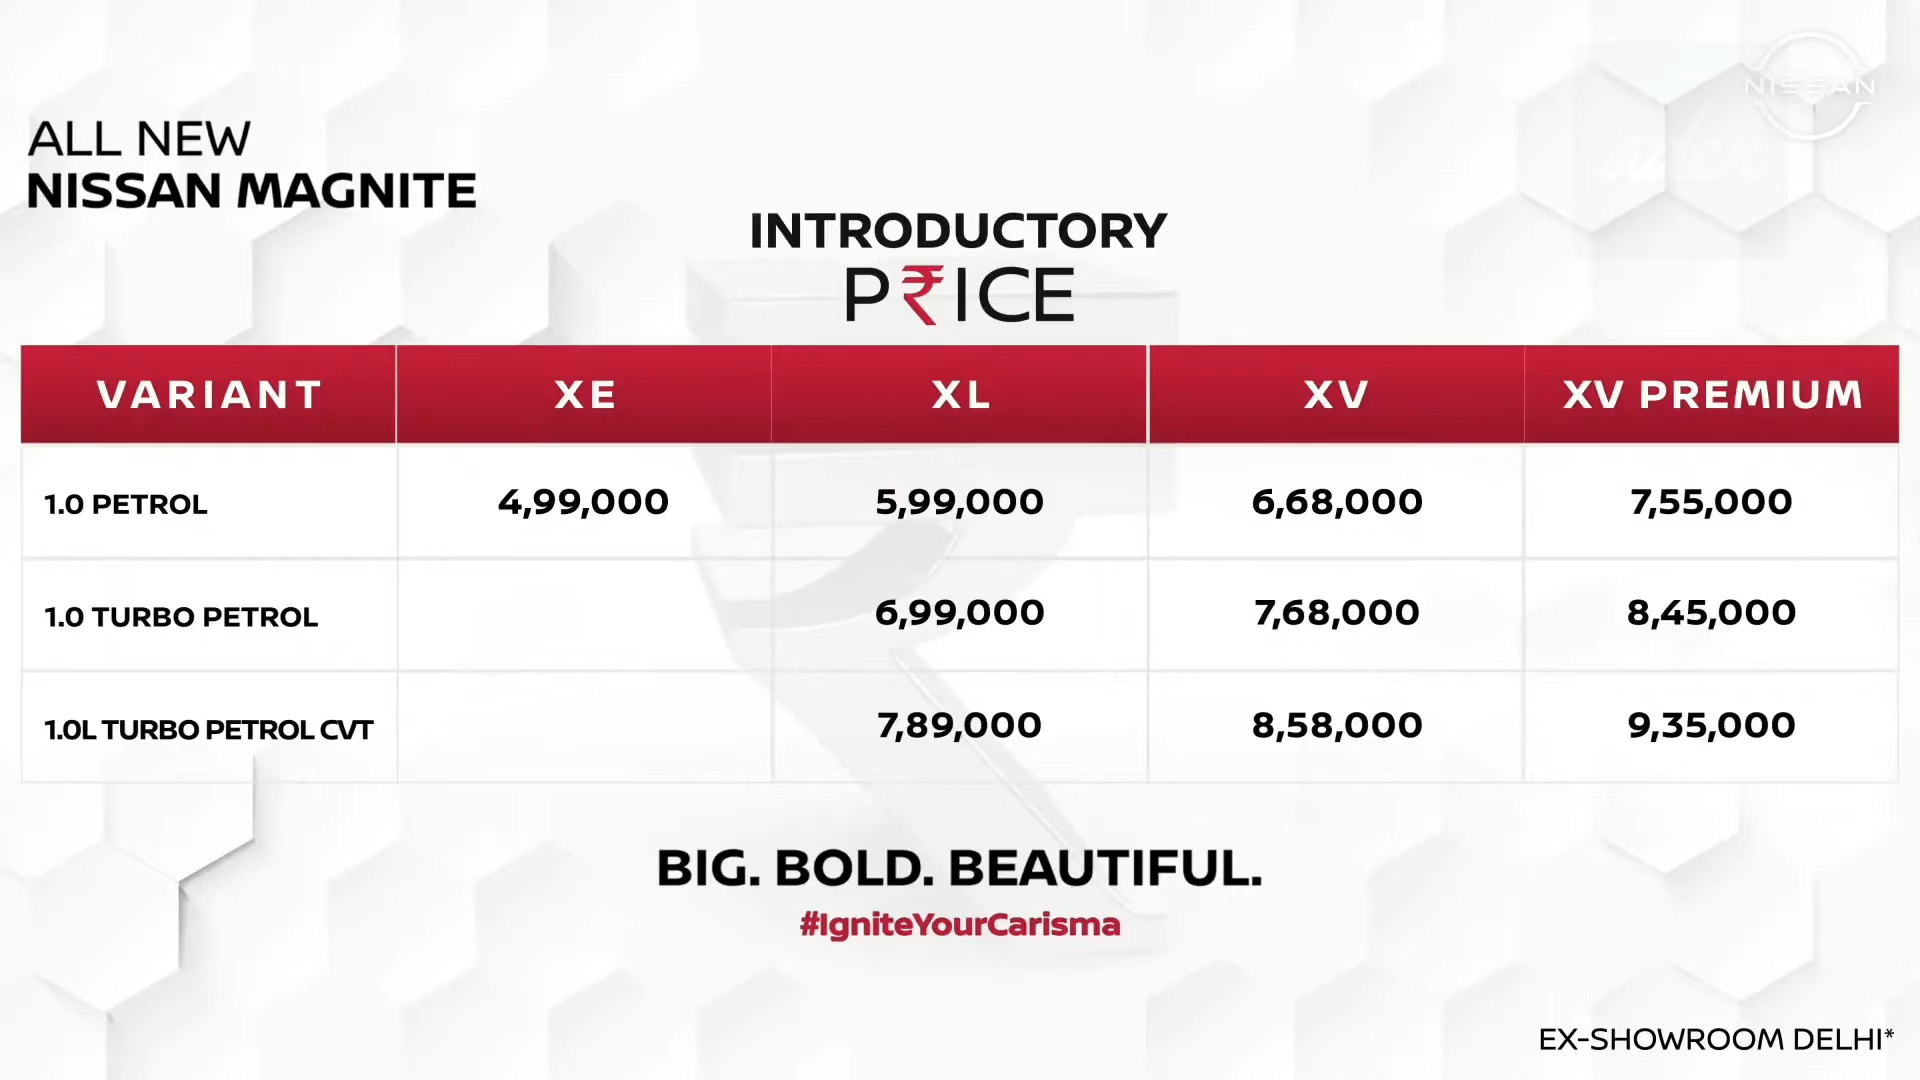 NISSAN
ALL NEW
NISSAN MAGNITE
INTRODUCTORY
P₹ICE
VARIANT XE XL XV XV PREMIUM
1.0 PETROL 4,99,000 5,99,000 6,68,000 7,55,000
1.0 TURBO PETROL 6,99,000 7,68,000 8,45,000
1.0L TURBO PETROL CVT 7,89,000 8,58,000 9,35,000
BIG. BOLD. BEAUTIFUL.
#IgniteYourCarisma
EX-SHOWROOM DELHI*